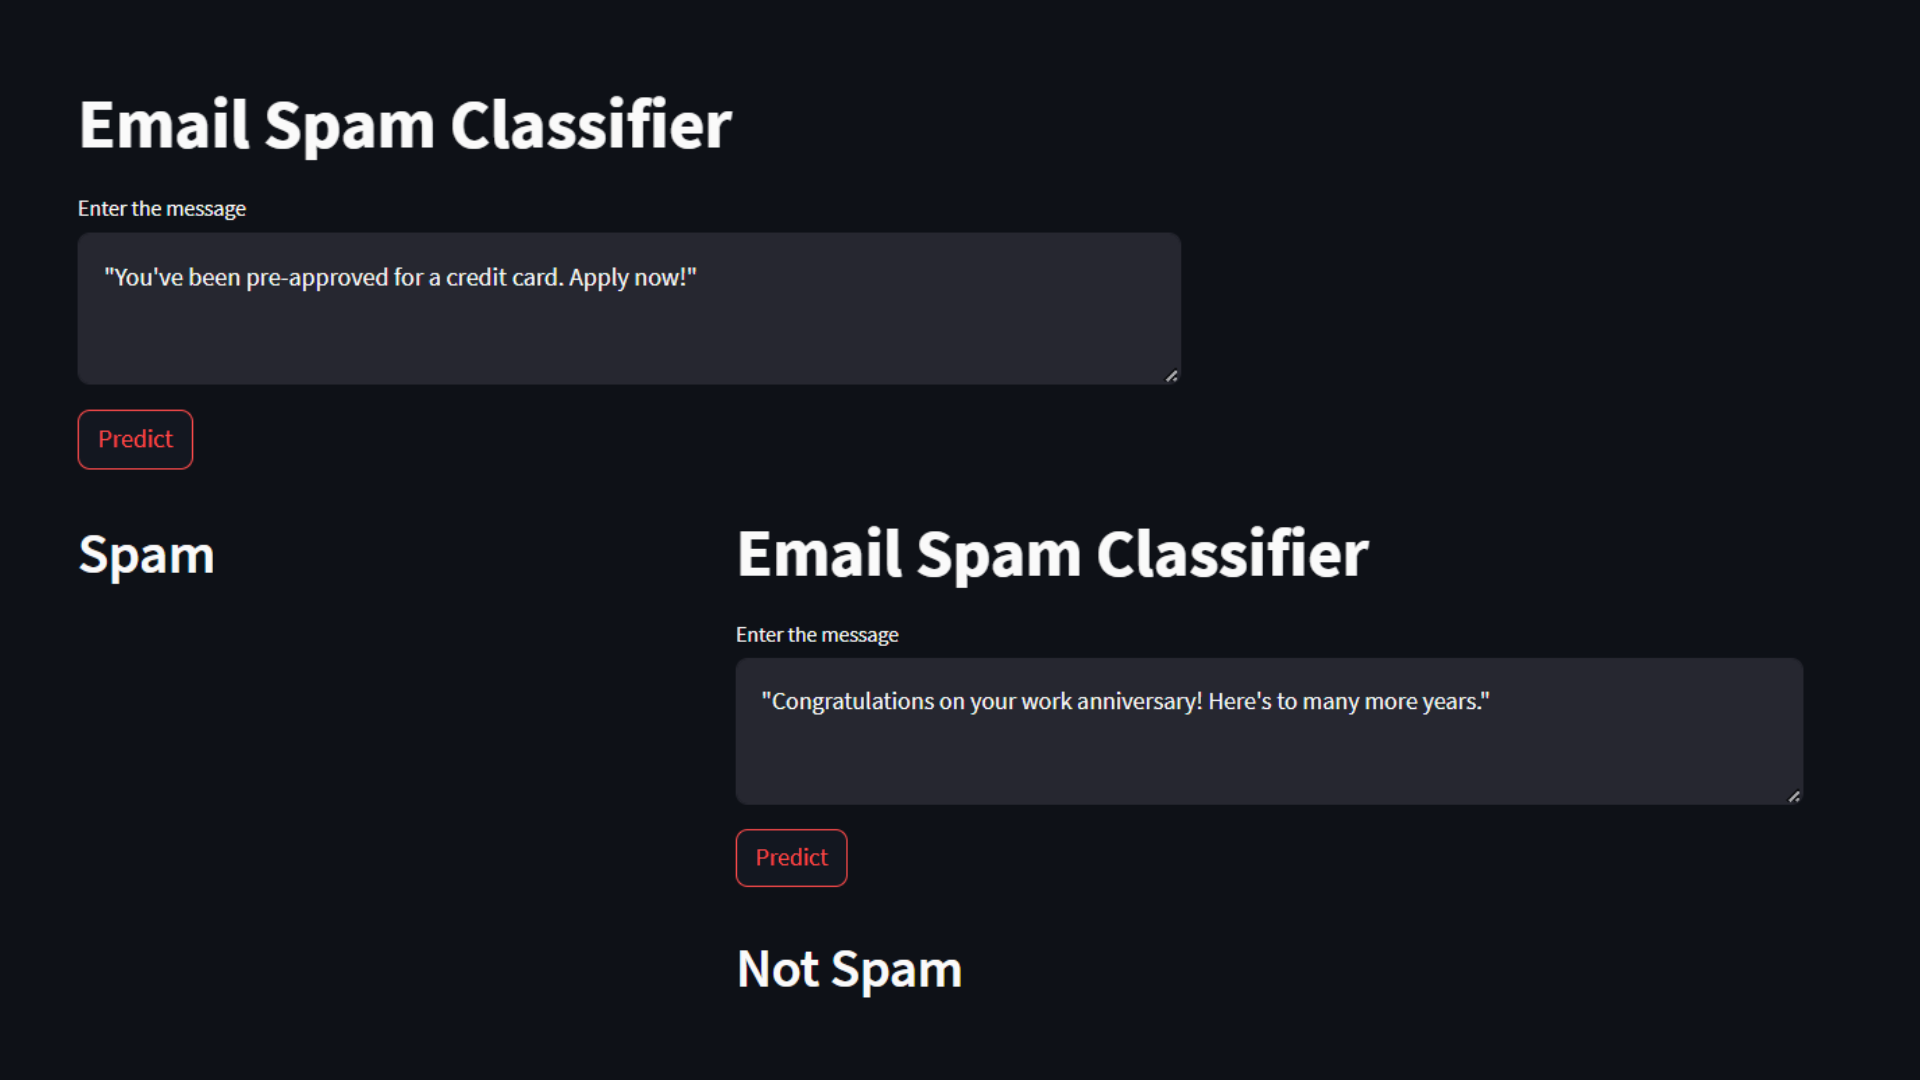 Email Spam Classifier
Enter the message
"You've been pre-approved for a credit card. Apply now!"
Predict
Spam
Email Spam Classifier
Enter the message
"Congratulations on your work anniversary! Here's to many more years."
Predict
Not Spam